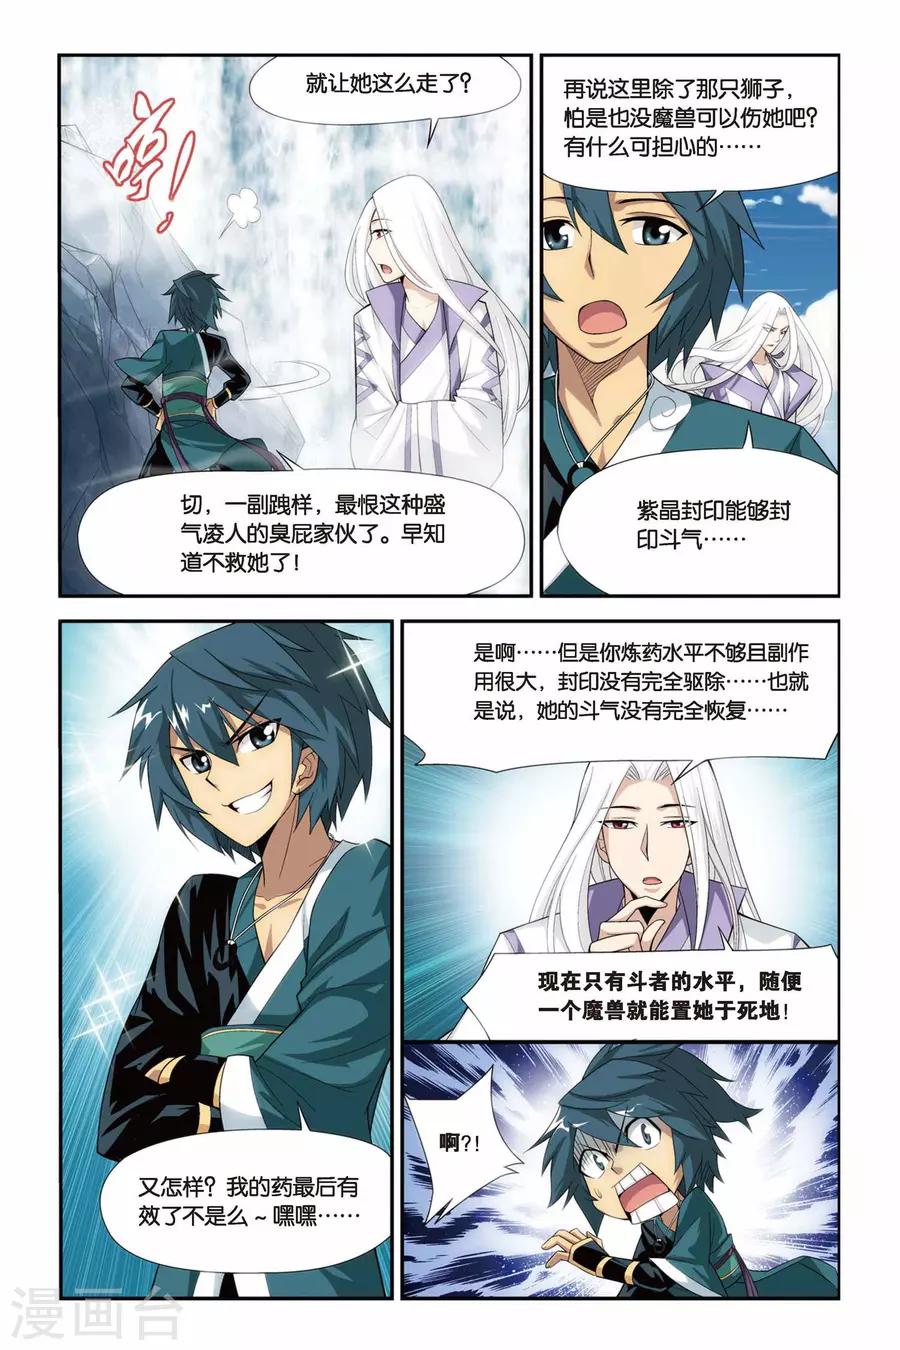 就让她这么走了？
哼！
切，一副跩样，最恨这种盛
气凌人的臭屁家伙了。早知
道不救她了！
再说这里除了那只狮子，
怕是也没魔兽可以伤她吧？
有什么可担心的……
紫晶封印能够封
印斗气……
又怎样？我的药最后有
效了不是么～嘿嘿……
是啊……但是你炼药水平不够且副作
用很大，封印没有完全驱除……也就
是说，她的斗气没有完全恢复……
现在只有斗者的水平，随便
一个魔兽就能置她于死地！
啊?!
漫画台